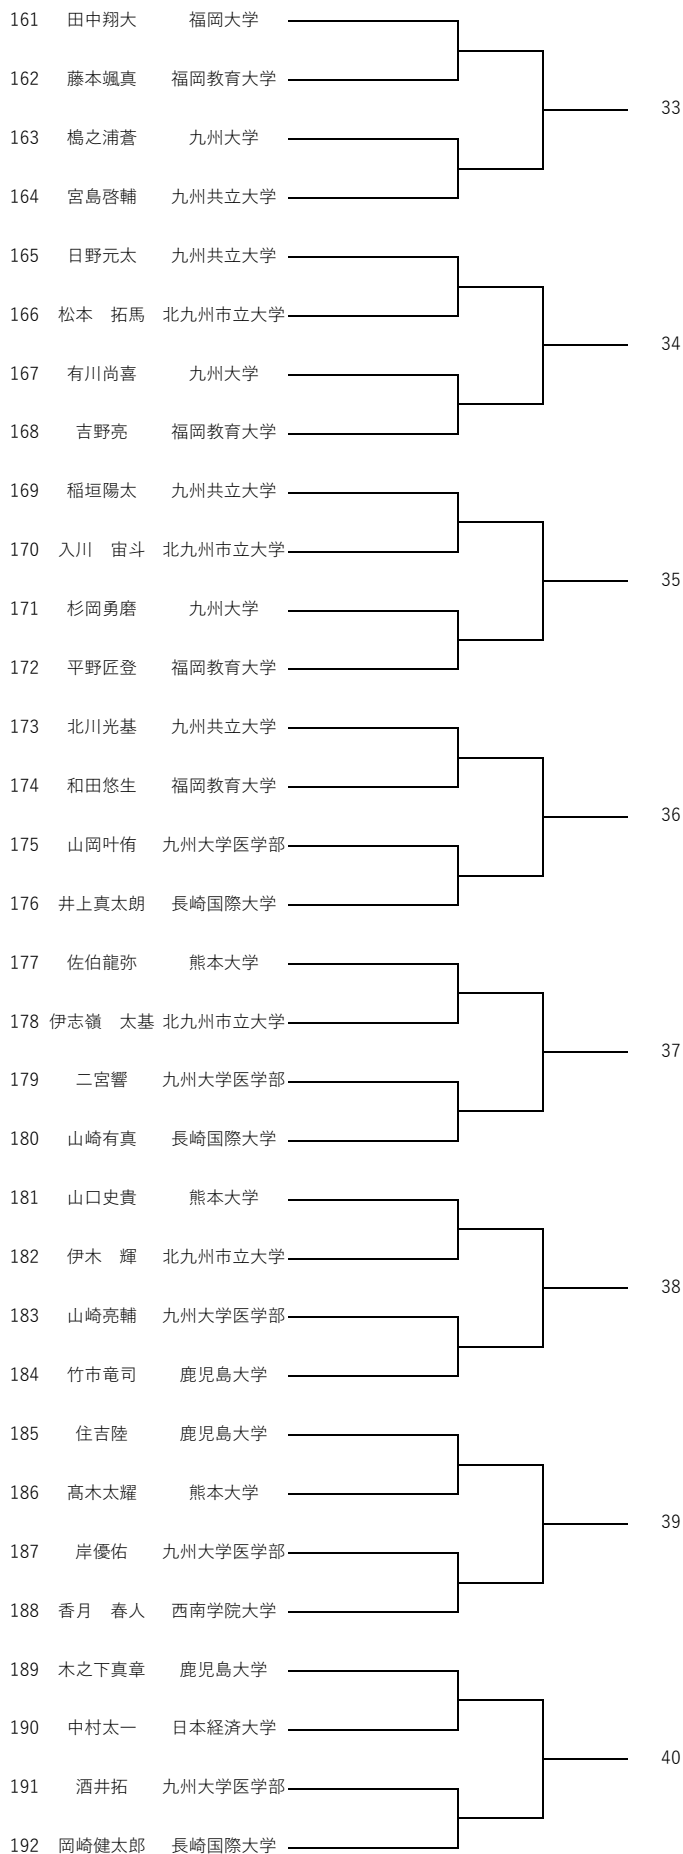 161 田中翔大 福岡大学
162 藤本颯真 福岡教育大学
33
163 樢之浦蒼 九州大学
164 宮島啓輔 九州共立大学
165 日野元太 九州共立大学
166 松本　拓馬 北九州市立大学
34
167 有川尚喜 九州大学
168 吉野亮 福岡教育大学
169 稲垣陽太 九州共立大学
170 入川　宙斗 北九州市立大学
35
171 杉岡勇磨 九州大学
172 平野匠登 福岡教育大学
173 北川光基 九州共立大学
174 和田悠生 福岡教育大学
36
175 山岡叶侑 九州大学医学部
176 井上真太朗 長崎国際大学
177 佐伯龍弥 熊本大学
178 伊志嶺　太基 北九州市立大学
37
179 二宮響 九州大学医学部
180 山崎有真 長崎国際大学
181 山口史貴 熊本大学
182 伊木　輝 北九州市立大学
38
183 山崎亮輔 九州大学医学部
184 竹市竜司 鹿児島大学
185 住吉陸 鹿児島大学
186 髙木太耀 熊本大学
39
187 岸優佑 九州大学医学部
188 香月　春人 西南学院大学
189 木之下真章 鹿児島大学
190 中村太一 日本経済大学
40
191 酒井拓 九州大学医学部
192 岡崎健太郎 長崎国際大学